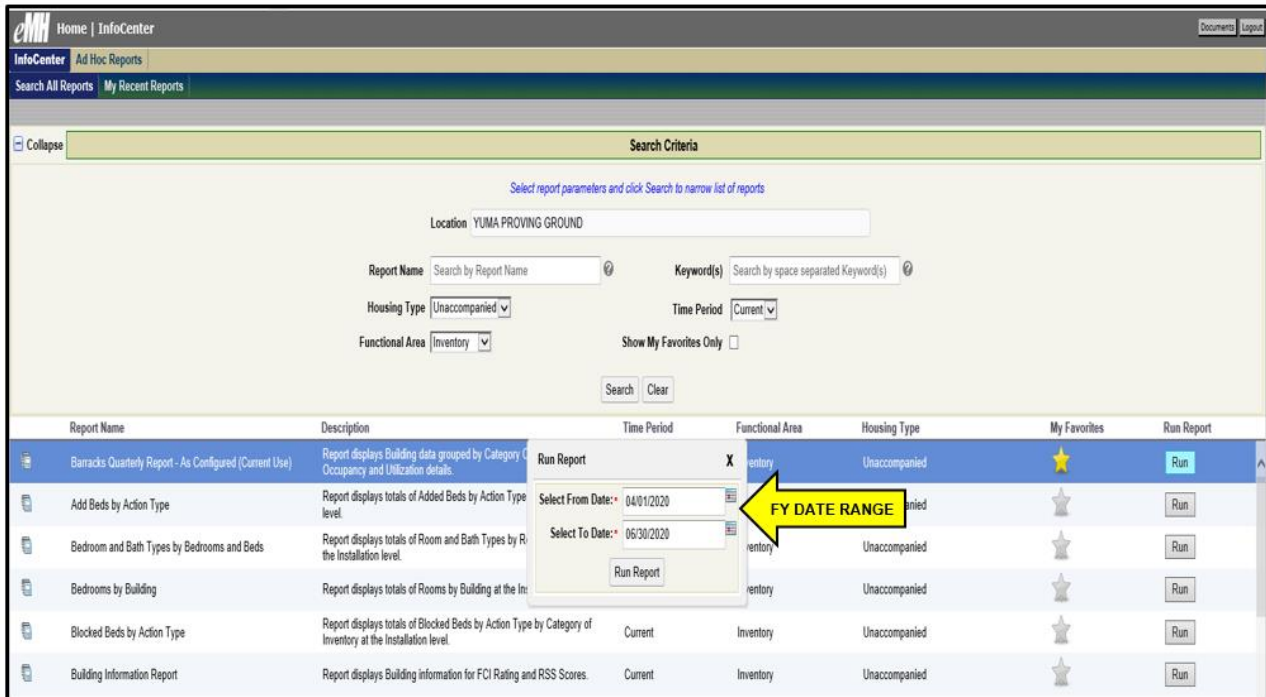 eMH Home | InfoCenter Documents Logout
InfoCenter Ad Hoc Reports
Search All Reports My Recent Reports
Collapse Search Criteria
Select report parameters and click Search to narrow list of reports
Location YUMA PROVING GROUND
Report Name Search by Report Name Keyword(s) Search by space separated Keyword(s)
Housing Type Unaccompanied Time Period Current
Functional Area Inventory Show My Favorites Only
Search Clear
Report Name Description Time Period Functional Area Housing Type My Favorites Run Report
Barracks Quarterly Report - As Configured (Current Use) Report displays Building data grouped by Category Unaccompanied Run
Occupancy and Utilization details.
Run Report X
Select From Date:* 04/01/2020
Select To Date:* 06/30/2020
Run Report
FY DATE RANGE
Add Beds by Action Type Report displays totals of Added Beds by Action Type Run
level.
Bedroom and Bath Types by Bedrooms and Beds Report displays totals of Room and Bath Types by Unaccompanied Run
the Installation level.
Bedrooms by Building Report displays totals of Rooms by Building at the Unaccompanied Run
Blocked Beds by Action Type Report displays totals of Blocked Beds by Action Type by Category of Current Inventory Unaccompanied Run
Inventory at the Installation level.
Building Information Report Report displays Building information for FCI Rating and RSS Scores. Current Inventory Unaccompanied Run